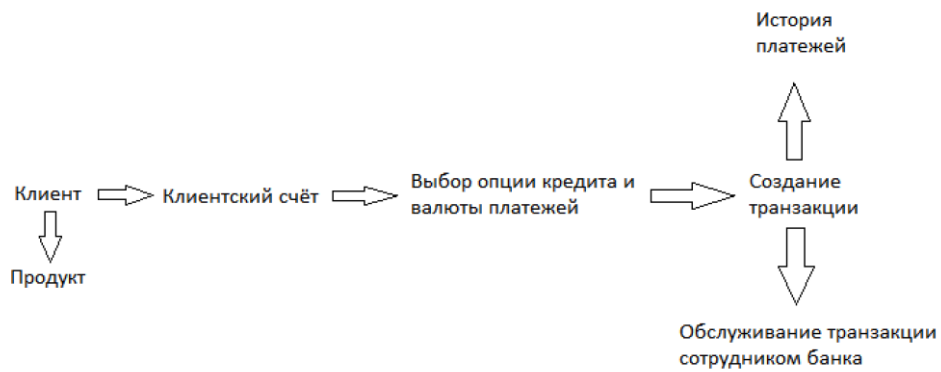 История
платежей
Клиент
Клиентский счёт
Выбор опции кредита и
валюты платежей
Создание
транзакции
Продукт
Обслуживание транзакции
сотрудником банка